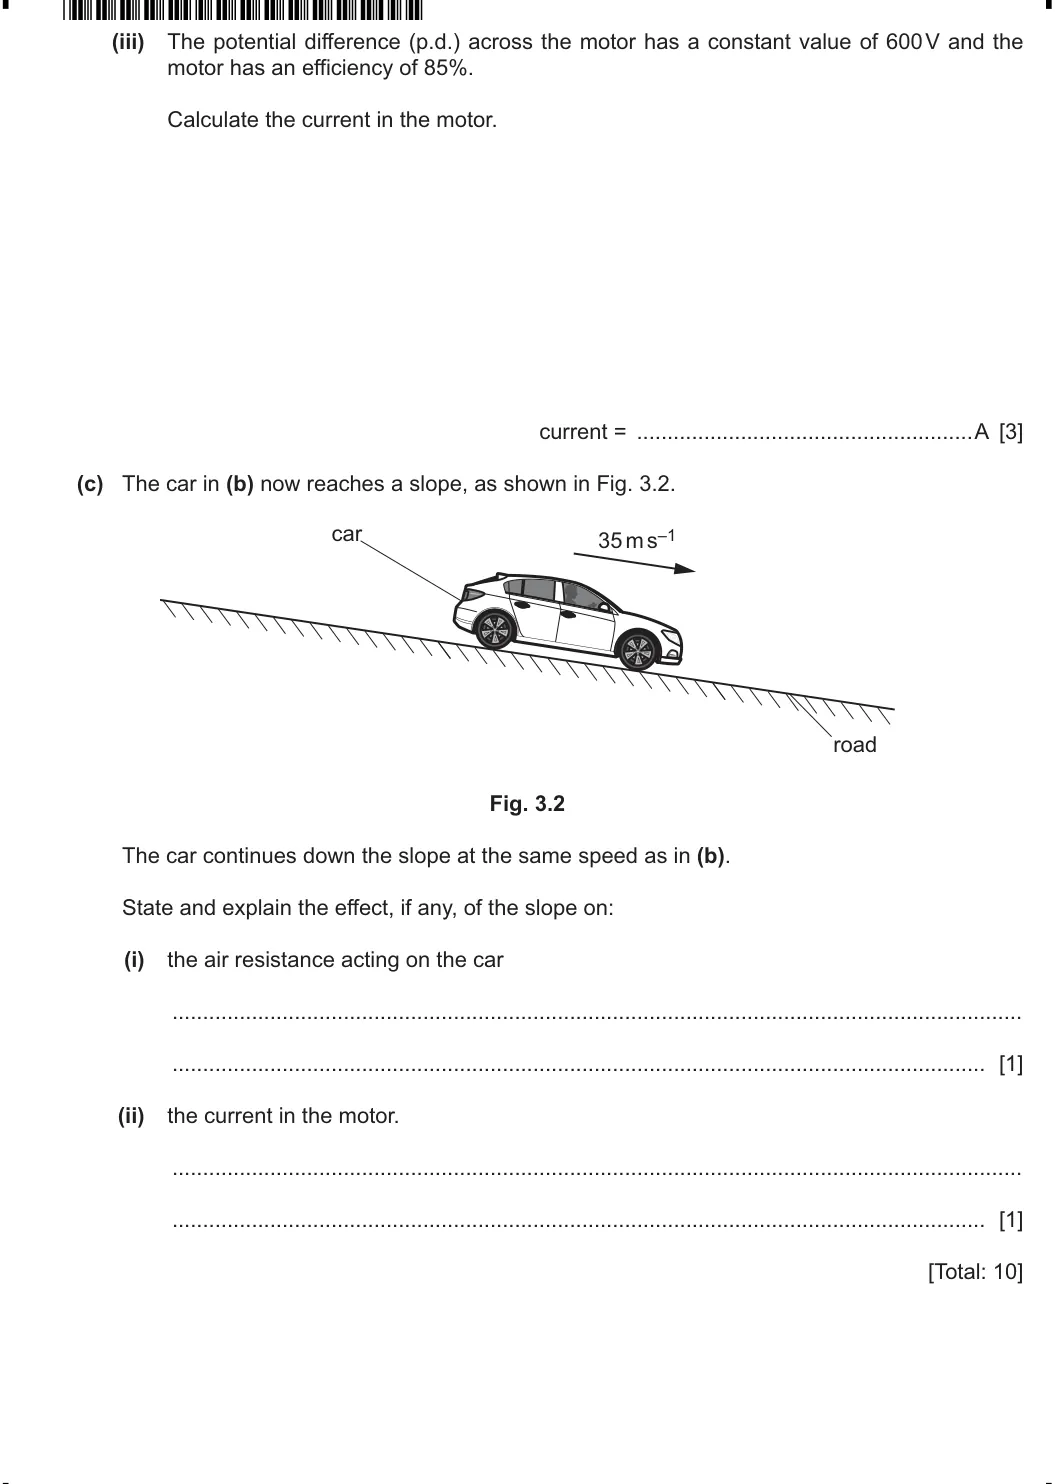 (iii) The potential difference (p.d.) across the motor has a constant value of 600 V and the
motor has an efficiency of 85%.
Calculate the current in the motor.
current = ....................................................... A [3]
(c) The car in (b) now reaches a slope, as shown in Fig. 3.2.
car
35 m s⁻¹
road
Fig. 3.2
The car continues down the slope at the same speed as in (b).
State and explain the effect, if any, of the slope on:
(i) the air resistance acting on the car
...........................................................................................................................................
..................................................................................................................................... [1]
(ii) the current in the motor.
...........................................................................................................................................
..................................................................................................................................... [1]
[Total: 10]